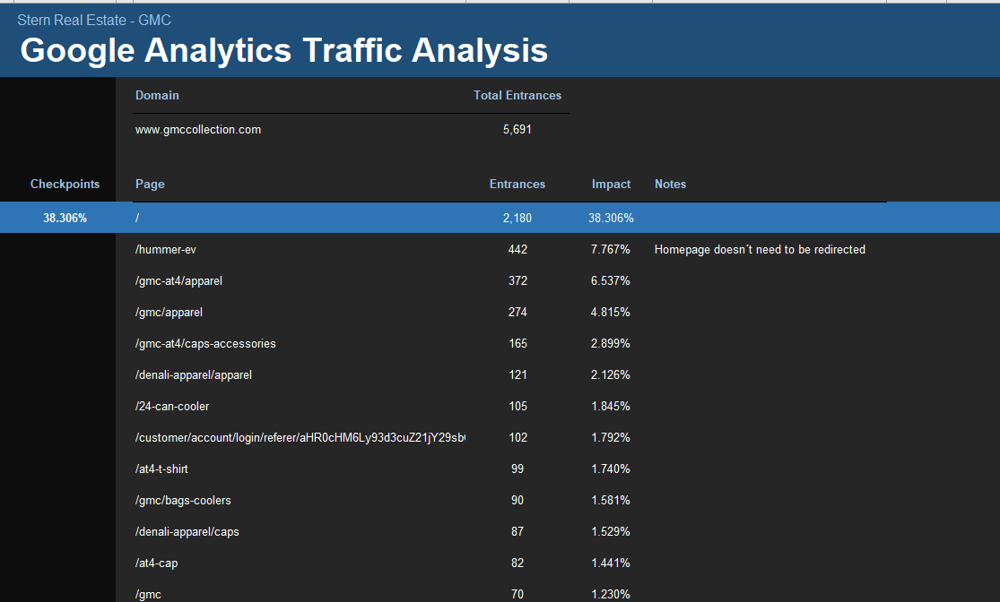 Stern Real Estate - GMC
Google Analytics Traffic Analysis
Domain Total Entrances
www.gmccollection.com 5,691
Checkpoints Page Entrances Impact Notes
38.306% / 2,180 38.306%
/hummer-ev 442 7.767% Homepage doesn´t need to be redirected
/gmc-at4/apparel 372 6.537%
/gmc/apparel 274 4.815%
/gmc-at4/caps-accessories 165 2.899%
/denali-apparel/apparel 121 2.126%
/24-can-cooler 105 1.845%
/customer/account/login/referer/aHR0cHM6Ly93d3cuZ21jY29sb 102 1.792%
/at4-t-shirt 99 1.740%
/gmc/bags-coolers 90 1.581%
/denali-apparel/caps 87 1.529%
/at4-cap 82 1.441%
/gmc 70 1.230%